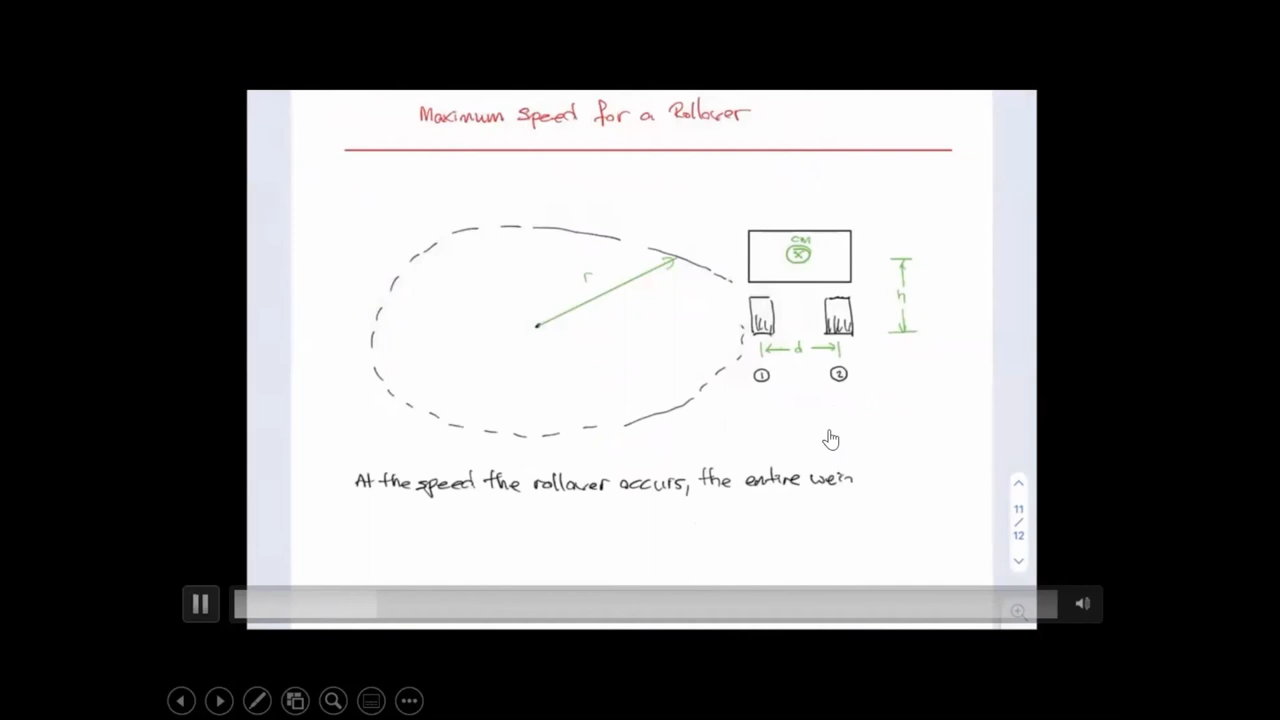 Maximum speed for a Rollover
CM
x
r
h
d
1
2
At the speed the rollover occurs, the entire wei
11
/
12